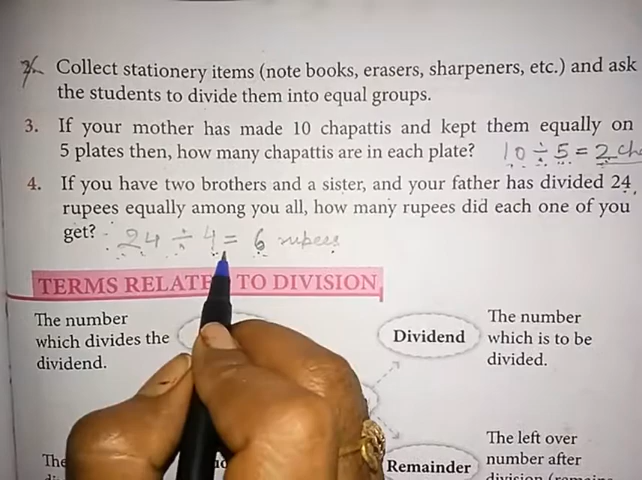 2. Collect stationery items (note books, erasers, sharpeners, etc.) and ask
the students to divide them into equal groups.
3. If your mother has made 10 chapattis and kept them equally on
5 plates then, how many chapattis are in each plate? 10 ÷ 5 = 2 cha
4. If you have two brothers and a sister, and your father has divided 24
rupees equally among you all, how many rupees did each one of you
get? 24 ÷ 4 = 6 rupees
TERMS RELATE TO DIVISION
The number
which divides the
dividend.
Dividend
The number
which is to be
divided.
The
Remainder
The left over
number after
division